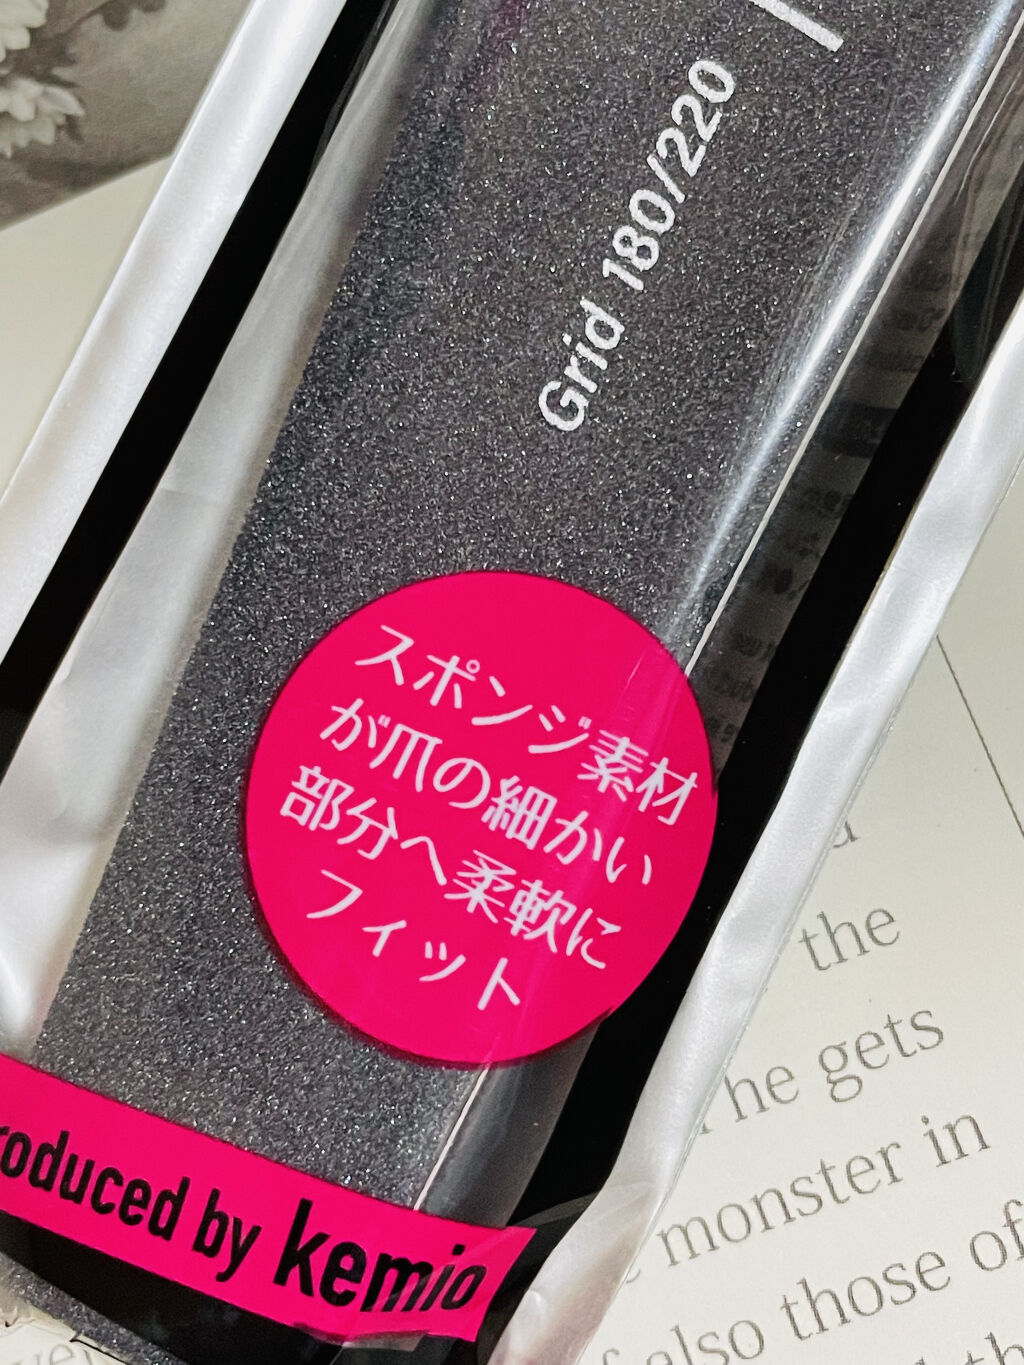 Grid 180/220
スポンジ素材
が爪の細かい
部分へ柔軟に
フィット
roduced by kemio
the
he gets
monster in
also those of